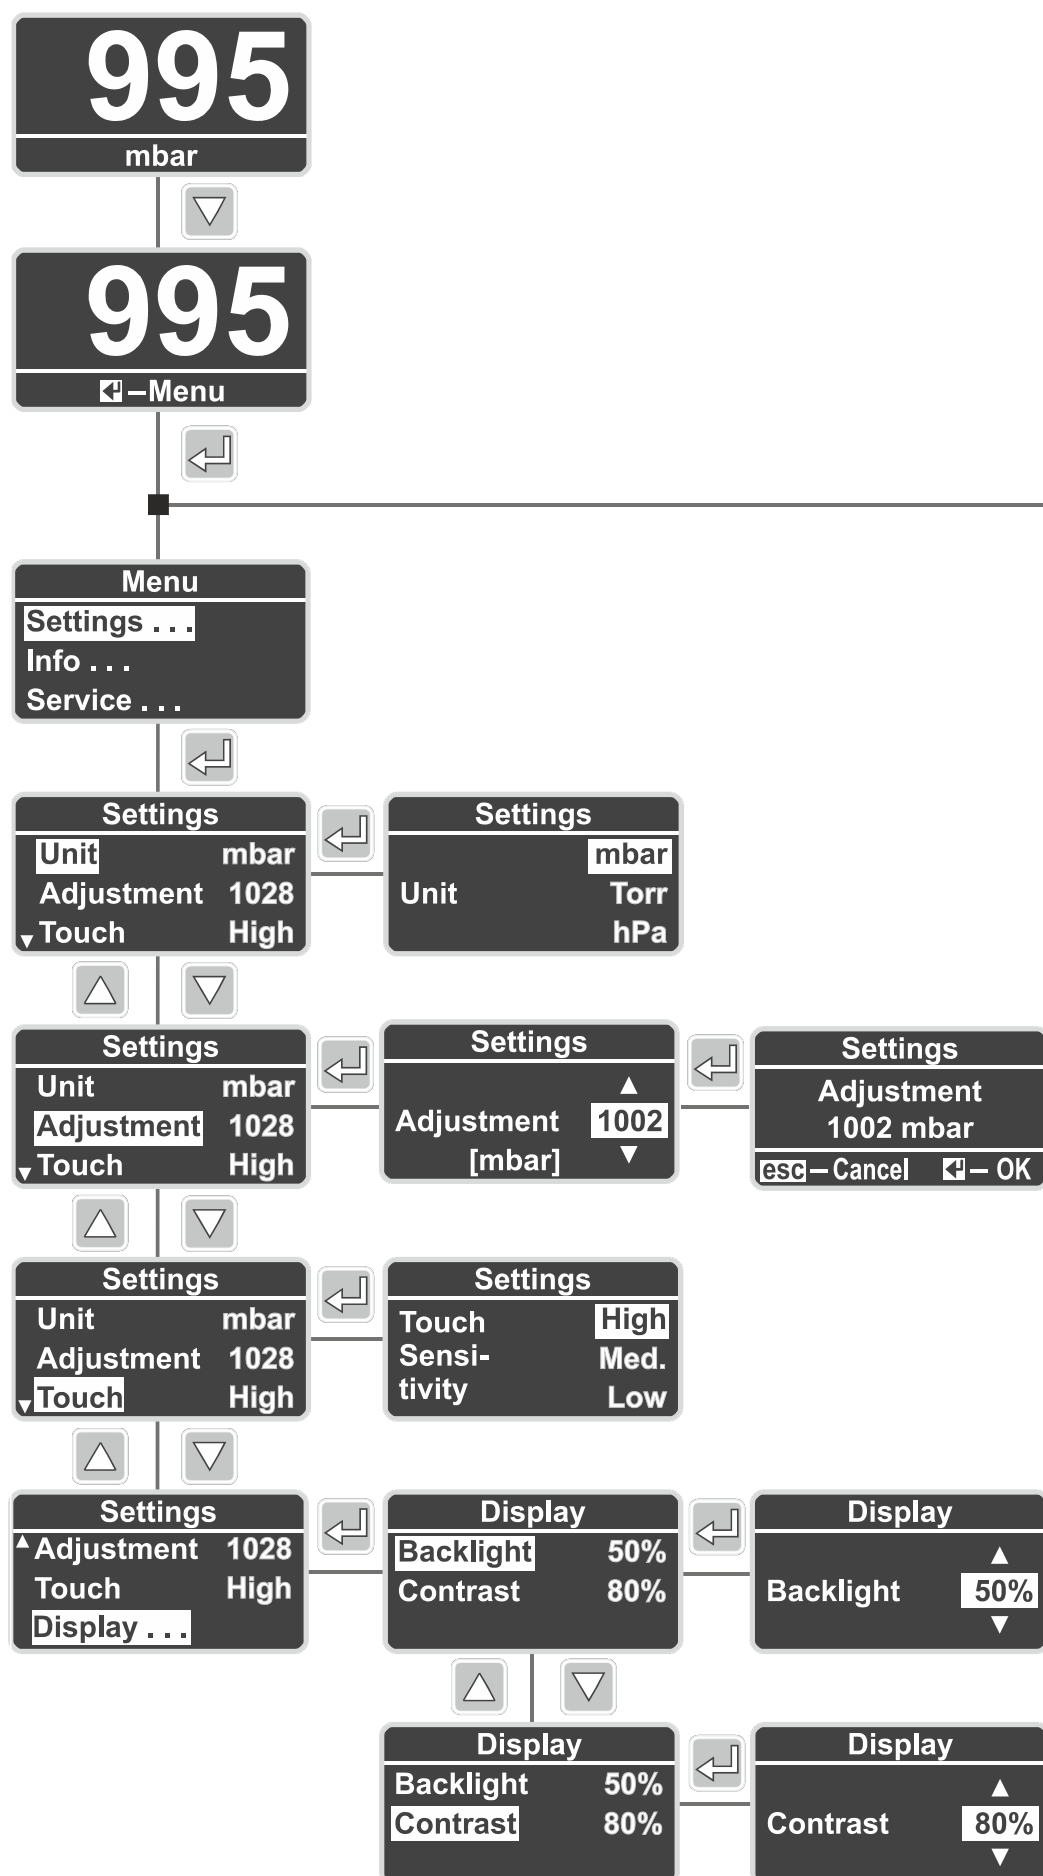 995
mbar
995
–Menu
Menu
Settings . . .
Info . . .
Service . . .
Settings
Unit mbar
Adjustment 1028
Touch High
Settings
mbar
Unit Torr
hPa
Settings
Unit mbar
Adjustment 1028
Touch High
Settings
Adjustment 1002
[mbar]
Settings
Adjustment
1002 mbar
esc – Cancel – OK
Settings
Unit mbar
Adjustment 1028
Touch High
Settings
Touch High
Sensi- Med.
tivity Low
Settings
Adjustment 1028
Touch High
Display . . .
Display
Backlight 50%
Contrast 80%
Display
Backlight 50%
Display
Backlight 50%
Contrast 80%
Display
Contrast 80%